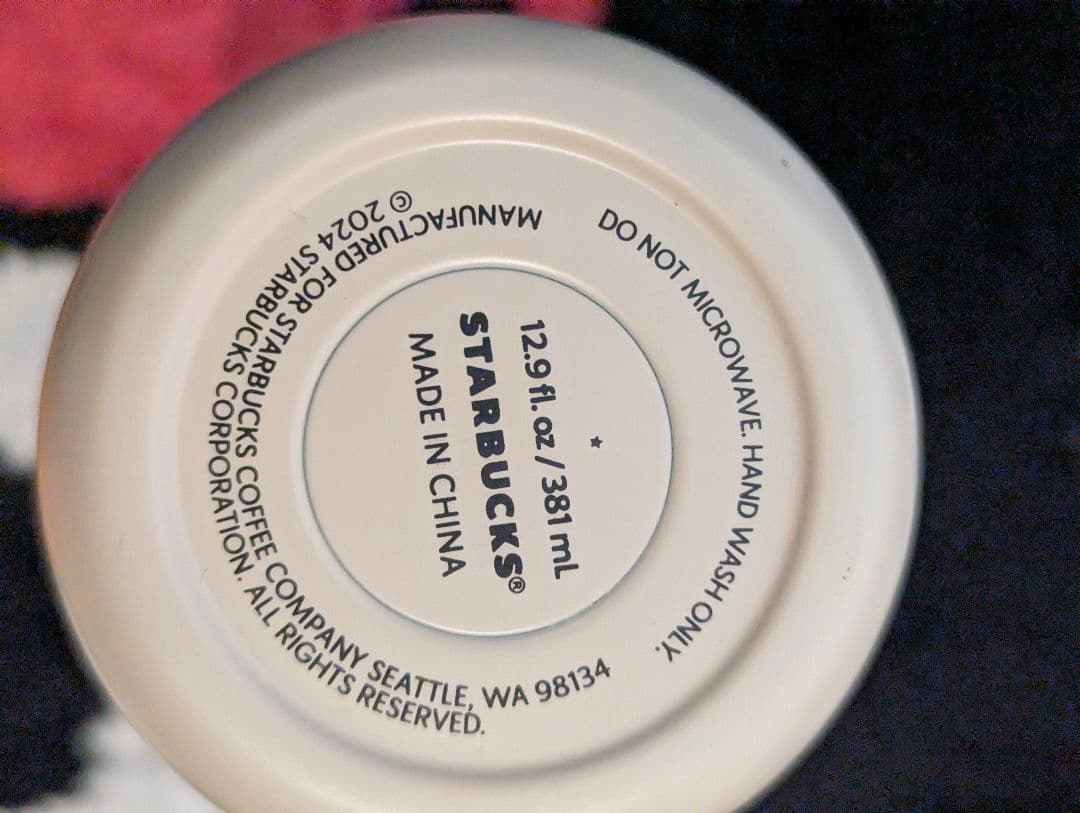 DO NOT MICROWAVE. HAND WASH ONLY.
12.9 fl. oz / 381 mL
STARBUCKS®
MADE IN CHINA
MANUFACTURED FOR STARBUCKS COFFEE COMPANY SEATTLE, WA 98134
© 2024 STARBUCKS CORPORATION. ALL RIGHTS RESERVED.